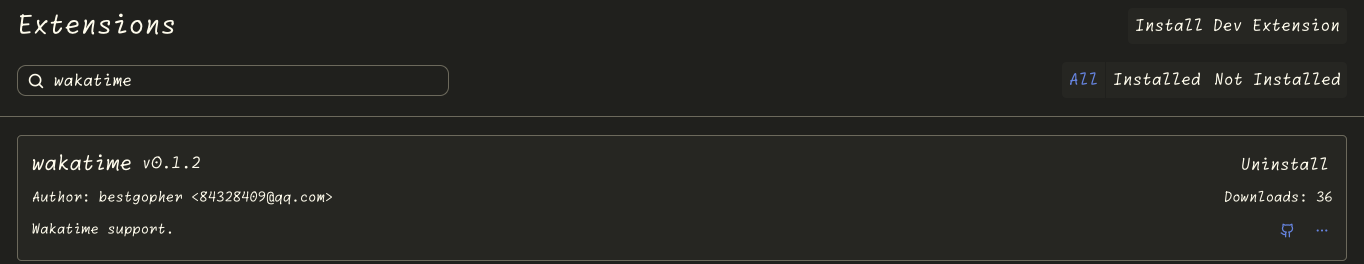 Extensions
Install Dev Extension
wakatime
All Installed Not Installed
wakatime v0.1.2
Uninstall
Author: bestgopher <84328409@qq.com>
Downloads: 36
Wakatime support.